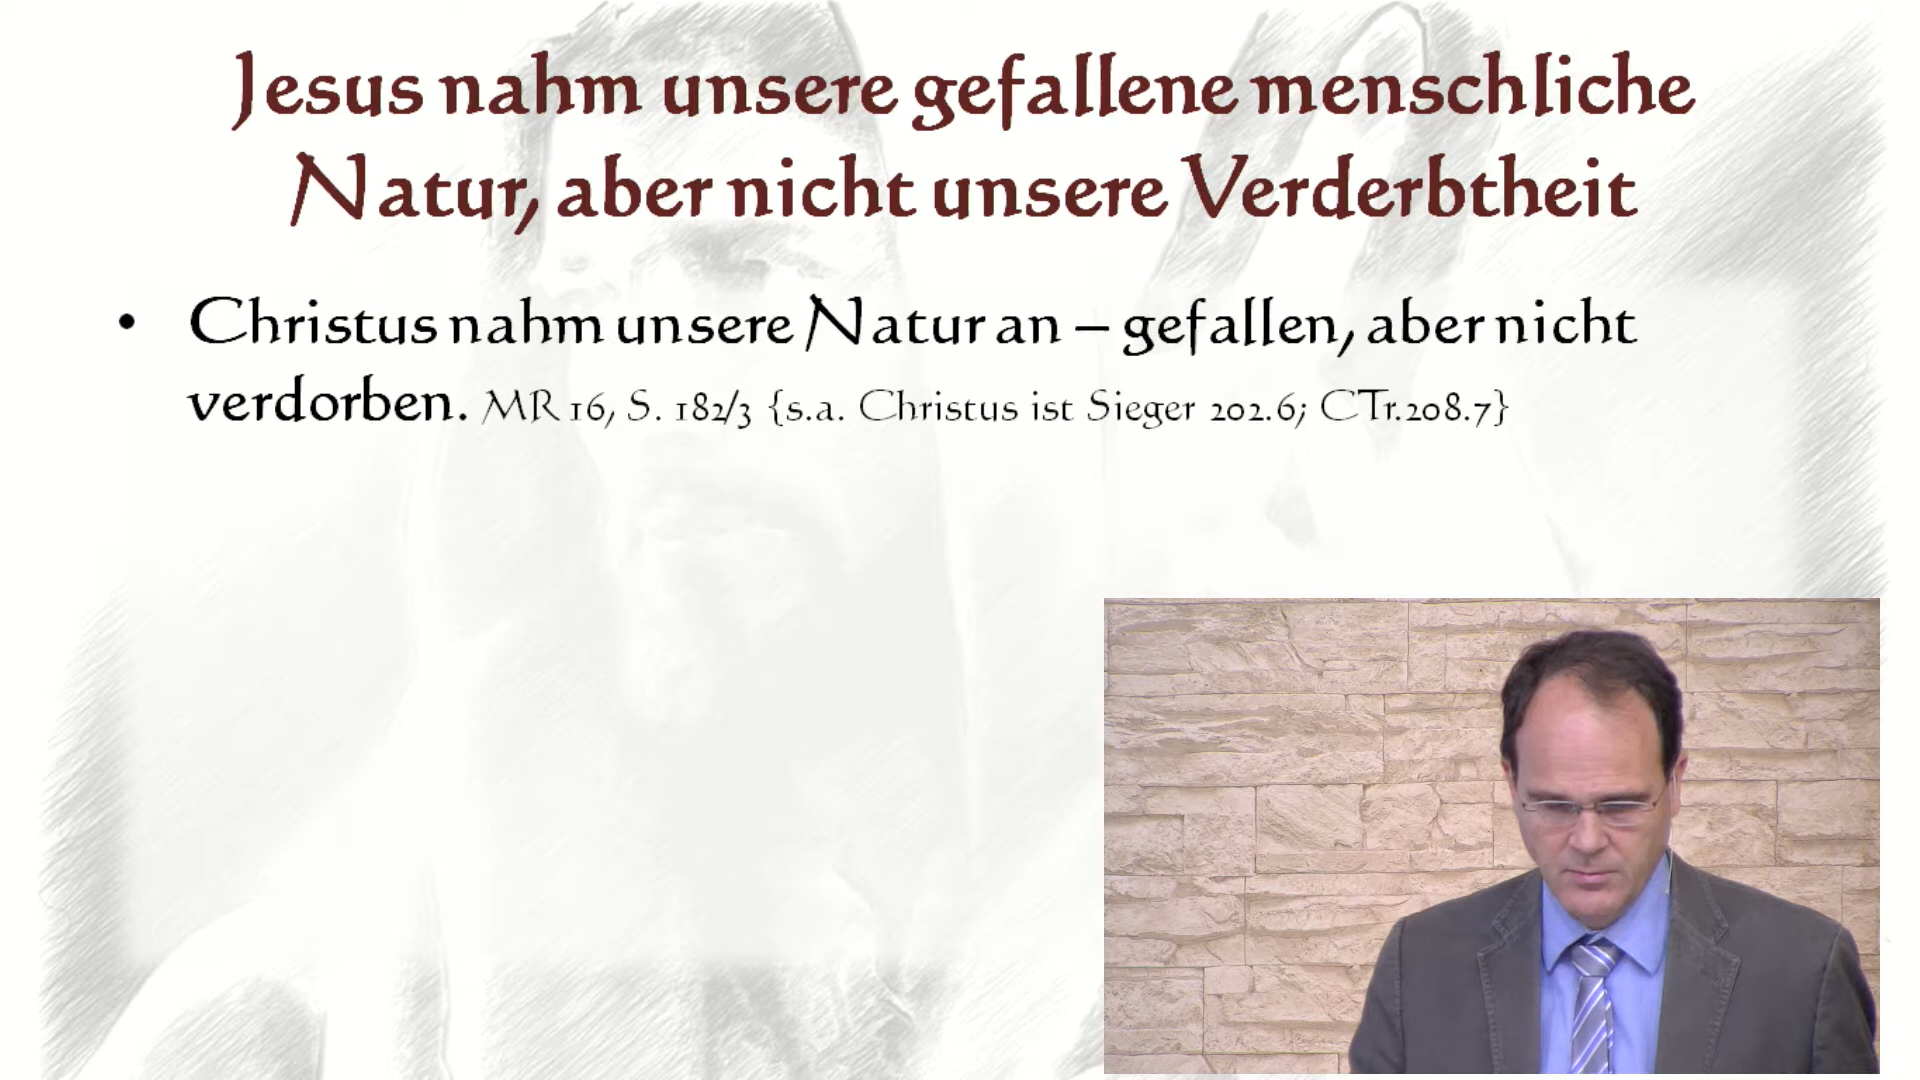 Jesus nahm unsere gefallene menschliche
Natur, aber nicht unsere Verderbtheit
• Christus nahm unsere Natur an – gefallen, aber nicht
verdorben. MR 16, S. 182/3 {s.a. Christus ist Sieger 202.6; CTr.208.7}